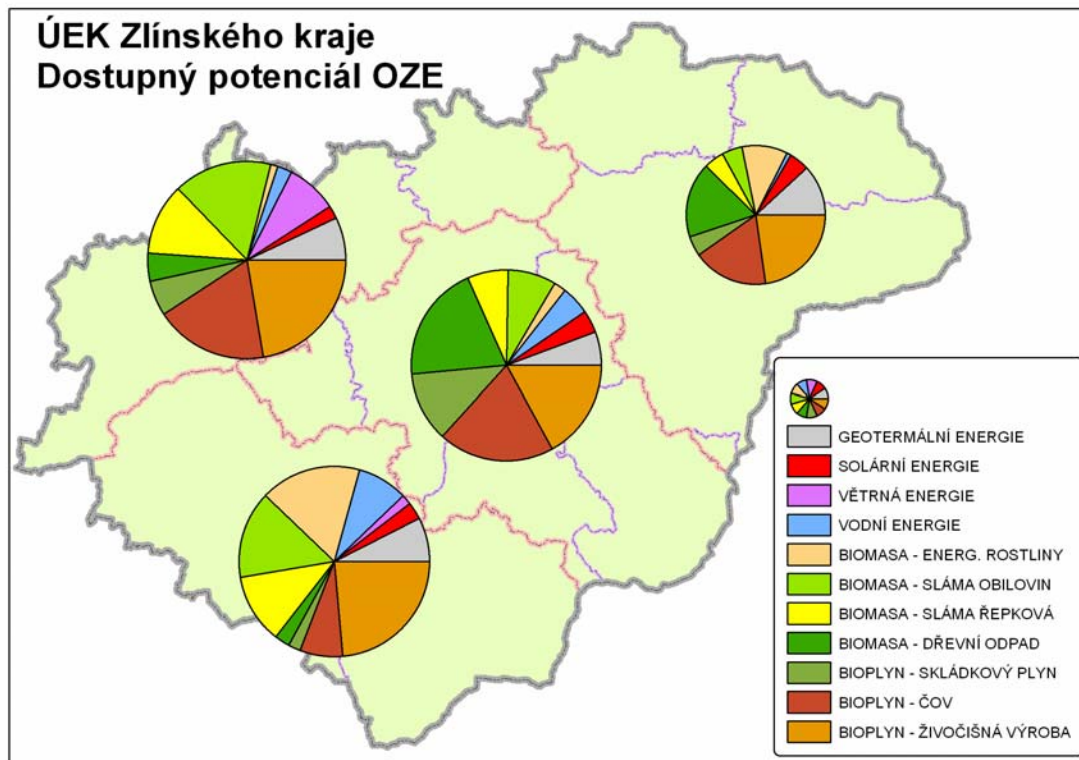 ÚEK Zlínského kraje
Dostupný potenciál OZE
GEOTERMÁLNÍ ENERGIE
SOLÁRNÍ ENERGIE
VĚTRNÁ ENERGIE
VODNÍ ENERGIE
BIOMASA - ENERG. ROSTLINY
BIOMASA - SLÁMA OBILOVIN
BIOMASA - SLÁMA ŘEPKOVÁ
BIOMASA - DŘEVNÍ ODPAD
BIOPLYN - SKLÁDKOVÝ PLYN
BIOPLYN - ČOV
BIOPLYN - ŽIVOČIŠNÁ VÝROBA